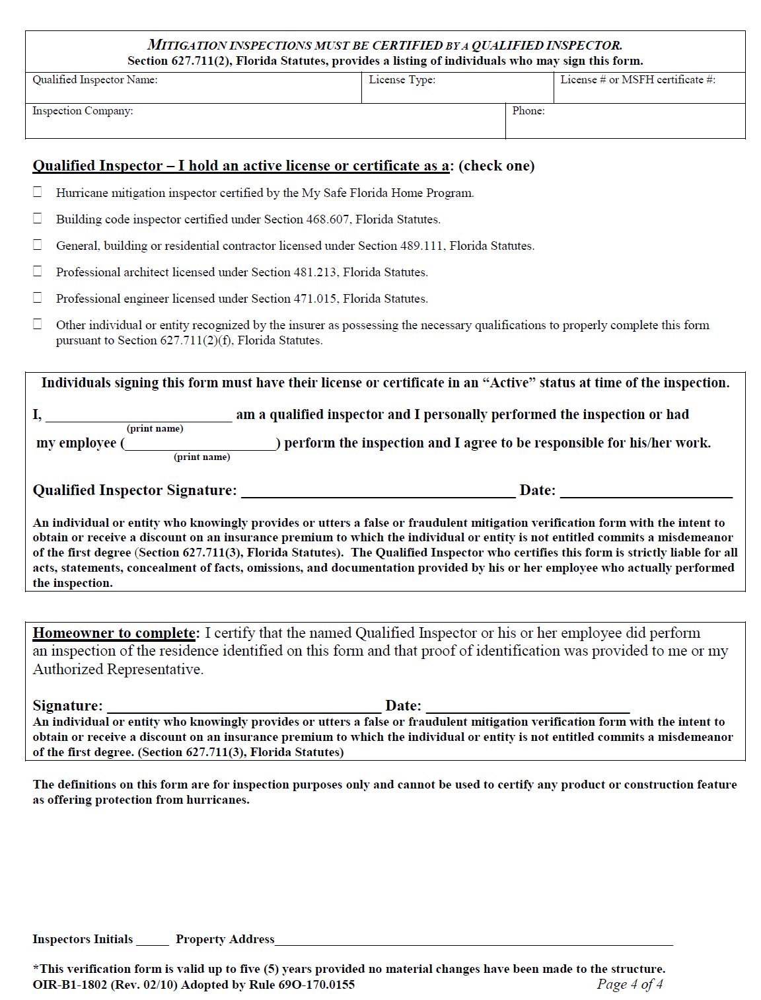 MITIGATION INSPECTIONS MUST BE CERTIFIED BY A QUALIFIED INSPECTOR.
Section 627.711(2), Florida Statutes, provides a listing of individuals who may sign this form.
Qualified Inspector Name: License Type: License # or MSFH certificate #:
Inspection Company: Phone:
Qualified Inspector – I hold an active license or certificate as a: (check one)
☐ Hurricane mitigation inspector certified by the My Safe Florida Home Program.
☐ Building code inspector certified under Section 468.607, Florida Statutes.
☐ General, building or residential contractor licensed under Section 489.111, Florida Statutes.
☐ Professional architect licensed under Section 481.213, Florida Statutes.
☐ Professional engineer licensed under Section 471.015, Florida Statutes.
☐ Other individual or entity recognized by the insurer as possessing the necessary qualifications to properly complete this form
pursuant to Section 627.711(2)(f), Florida Statutes.
Individuals signing this form must have their license or certificate in an “Active” status at time of the inspection.
I, __________________________ am a qualified inspector and I personally performed the inspection or had
(print name)
my employee (_____________________) perform the inspection and I agree to be responsible for his/her work.
(print name)
Qualified Inspector Signature: ___________________________________ Date: ______________________
An individual or entity who knowingly provides or utters a false or fraudulent mitigation verification form with the intent to
obtain or receive a discount on an insurance premium to which the individual or entity is not entitled commits a misdemeanor
of the first degree (Section 627.711(3), Florida Statutes). The Qualified Inspector who certifies this form is strictly liable for all
acts, statements, concealment of facts, omissions, and documentation provided by his or her employee who actually performed
the inspection.
Homeowner to complete: I certify that the named Qualified Inspector or his or her employee did perform
an inspection of the residence identified on this form and that proof of identification was provided to me or my
Authorized Representative.
Signature: ___________________________________ Date: __________________________
An individual or entity who knowingly provides or utters a false or fraudulent mitigation verification form with the intent to
obtain or receive a discount on an insurance premium to which the individual or entity is not entitled commits a misdemeanor
of the first degree. (Section 627.711(3), Florida Statutes)
The definitions on this form are for inspection purposes only and cannot be used to certify any product or construction feature
as offering protection from hurricanes.
Inspectors Initials _____ Property Address____________________________________________________________
*This verification form is valid up to five (5) years provided no material changes have been made to the structure.
OIR-B1-1802 (Rev. 02/10) Adopted by Rule 69O-170.0155 Page 4 of 4